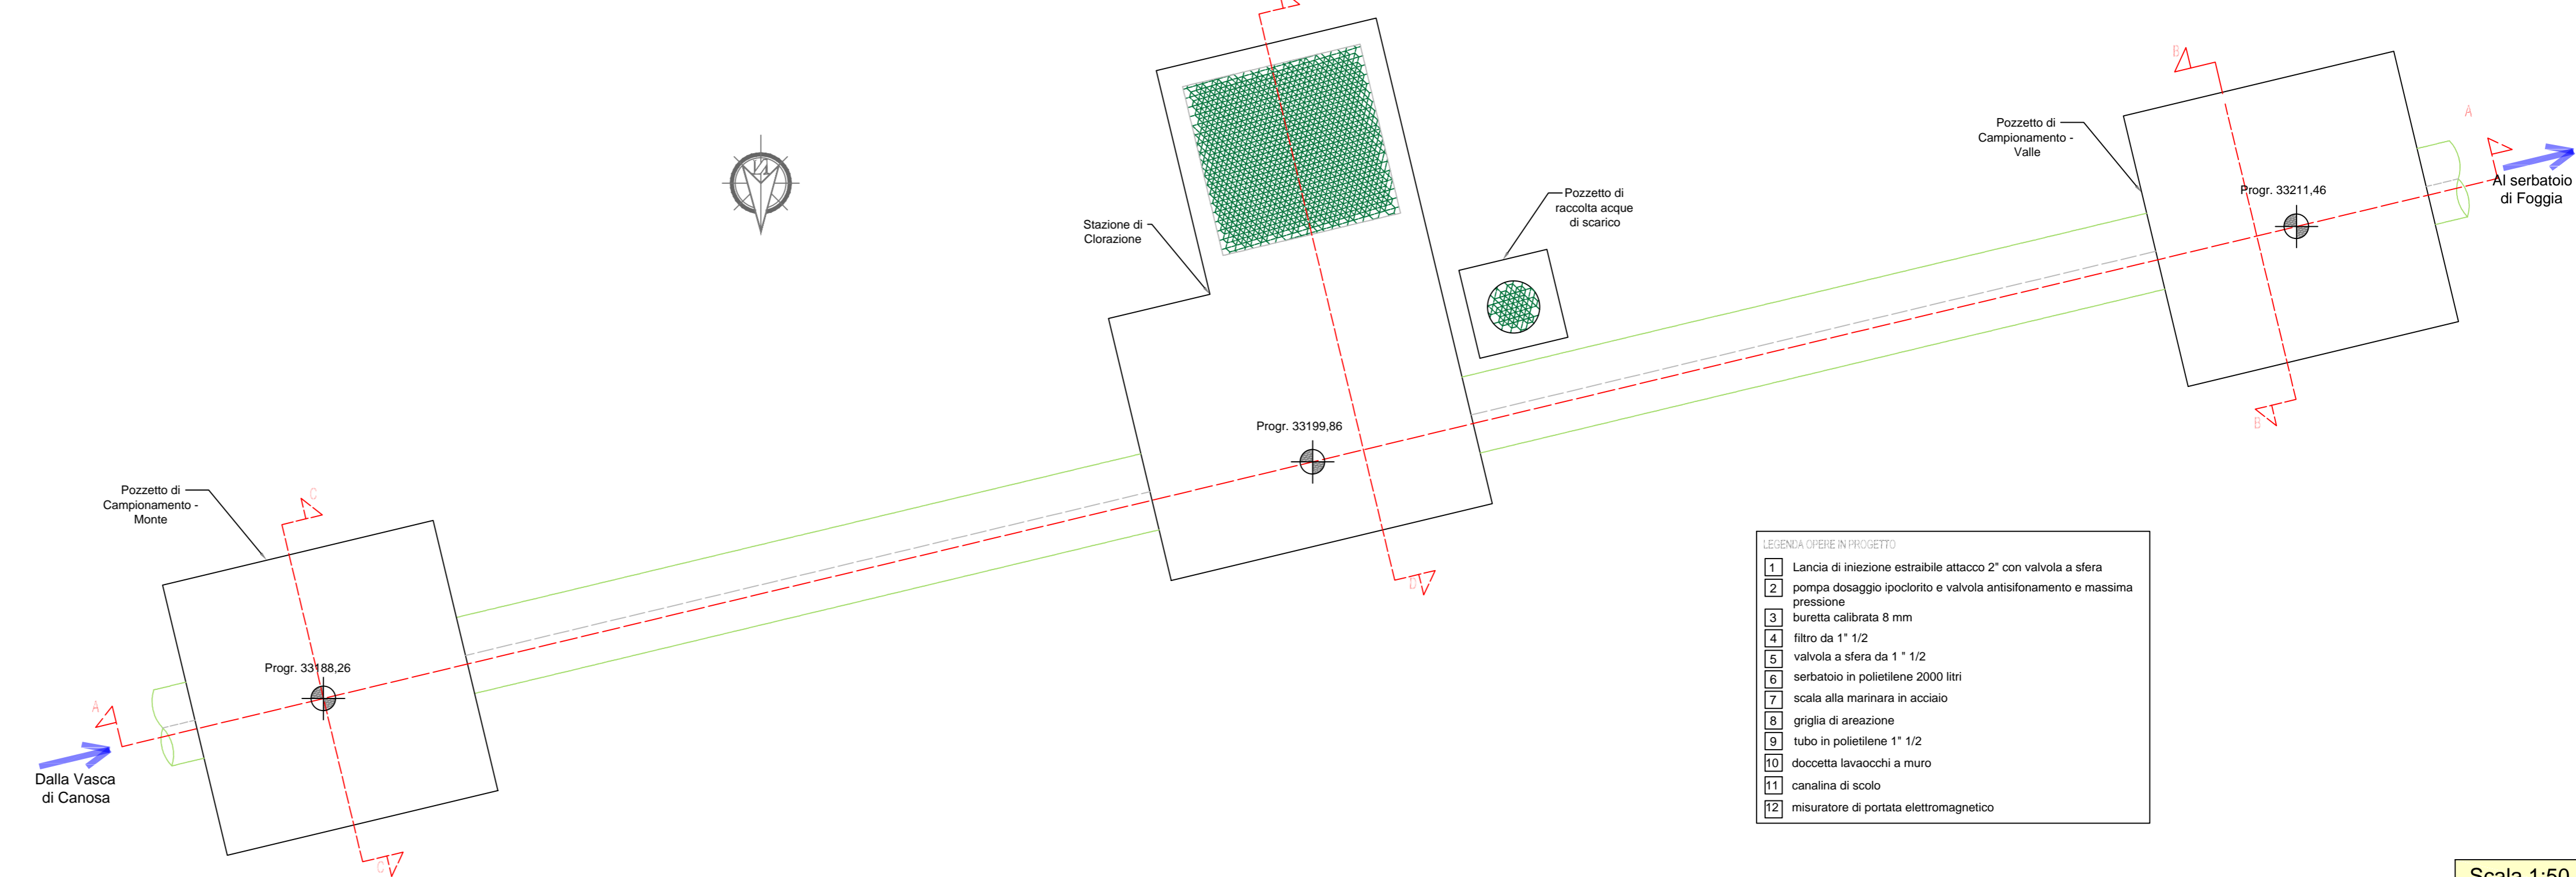 B
A
Pozzetto di
Campionamento -
Valle
Progr. 33211,46
Al serbatoio
di Foggia
Pozzetto di
raccolta acque
di scarico
Stazione di
Clorazione
B
Progr. 33199,86
D
Pozzetto di
Campionamento -
Monte
C
Progr. 33188,26
A
Dalla Vasca
di Canosa
C
LEGENDA OPERE IN PROGETTO
1 Lancia di iniezione estraibile attacco 2" con valvola a sfera
2 pompa dosaggio ipoclorito e valvola antisifonamento e massima
pressione
3 buretta calibrata 8 mm
4 filtro da 1" 1/2
5 valvola a sfera da 1 " 1/2
6 serbatoio in polietilene 2000 litri
7 scala alla marinara in acciaio
8 griglia di areazione
9 tubo in polietilene 1" 1/2
10 doccetta lavaocchi a muro
11 canalina di scolo
12 misuratore di portata elettromagnetico
Scala 1:50